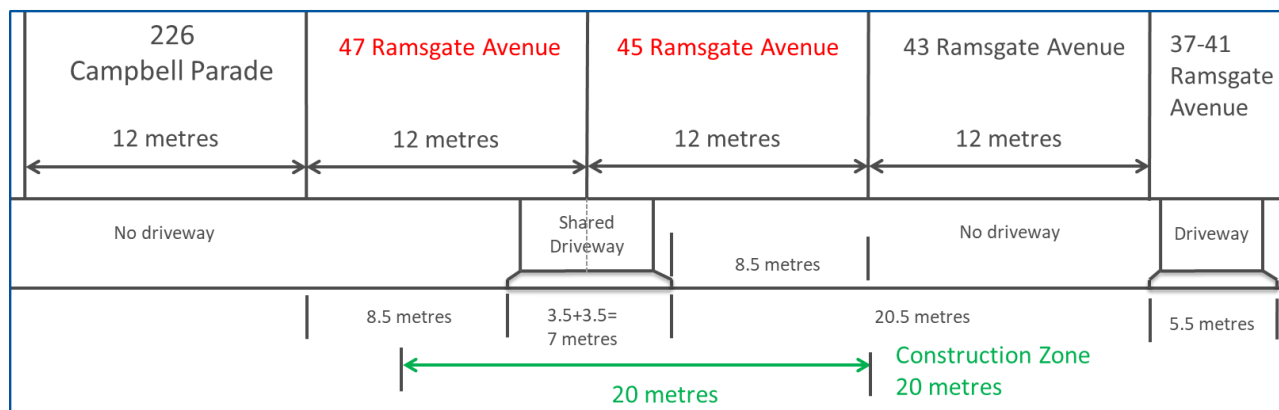 226
Campbell Parade
47 Ramsgate Avenue
45 Ramsgate Avenue
43 Ramsgate Avenue
37-41
Ramsgate
Avenue
12 metres
12 metres
12 metres
12 metres
No driveway
Shared
Driveway
8.5 metres
No driveway
Driveway
8.5 metres
3.5+3.5=
7 metres
20.5 metres
5.5 metres
20 metres
Construction Zone
20 metres